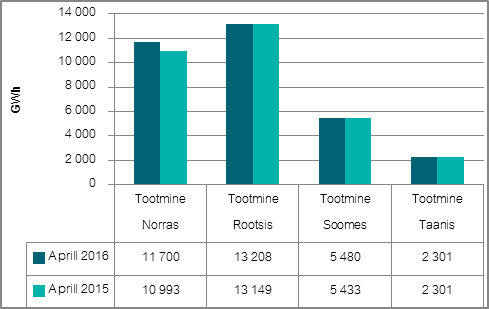 14 000
12 000
10 000
8 000
6 000
4 000
2 000
0
GWh
Tootmine Norras
Tootmine Rootsis
Tootmine Soomes
Tootmine Taanis
Aprill 2016 11 700 13 208 5 480 2 301
Aprill 2015 10 993 13 149 5 433 2 301